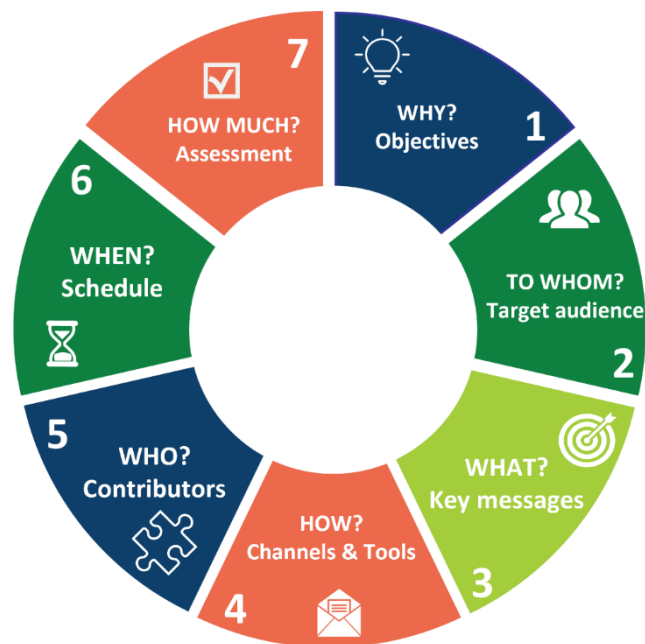 WHY?
Objectives
1
TO WHOM?
Target audience
2
WHAT?
Key messages
3
HOW?
Channels & Tools
4
WHO?
Contributors
5
WHEN?
Schedule
6
HOW MUCH?
Assessment
7